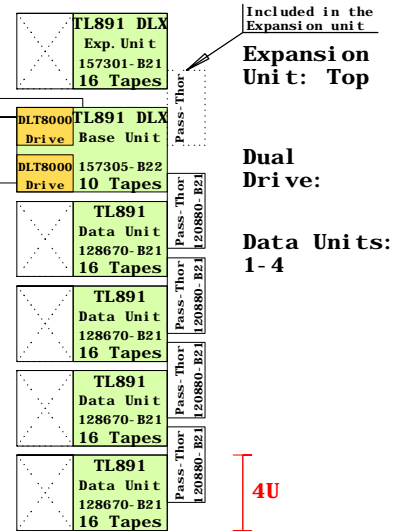 Included in the
Expansion unit
TL891 DLX
Exp. Unit
157301-B21
16 Tapes
Pass-Thor
Expansion
Unit: Top
DLT8000
Drive
TL891 DLX
Base Unit
DLT8000
Drive
157305-B22
10 Tapes
Dual
Drive:
Pass-Thor
120880-B21
TL891
Data Unit
128670-B21
16 Tapes
Data Units:
1-4
Pass-Thor
120880-B21
TL891
Data Unit
128670-B21
16 Tapes
Pass-Thor
120880-B21
TL891
Data Unit
128670-B21
16 Tapes
Pass-Thor
120880-B21
TL891
Data Unit
128670-B21
16 Tapes
4U